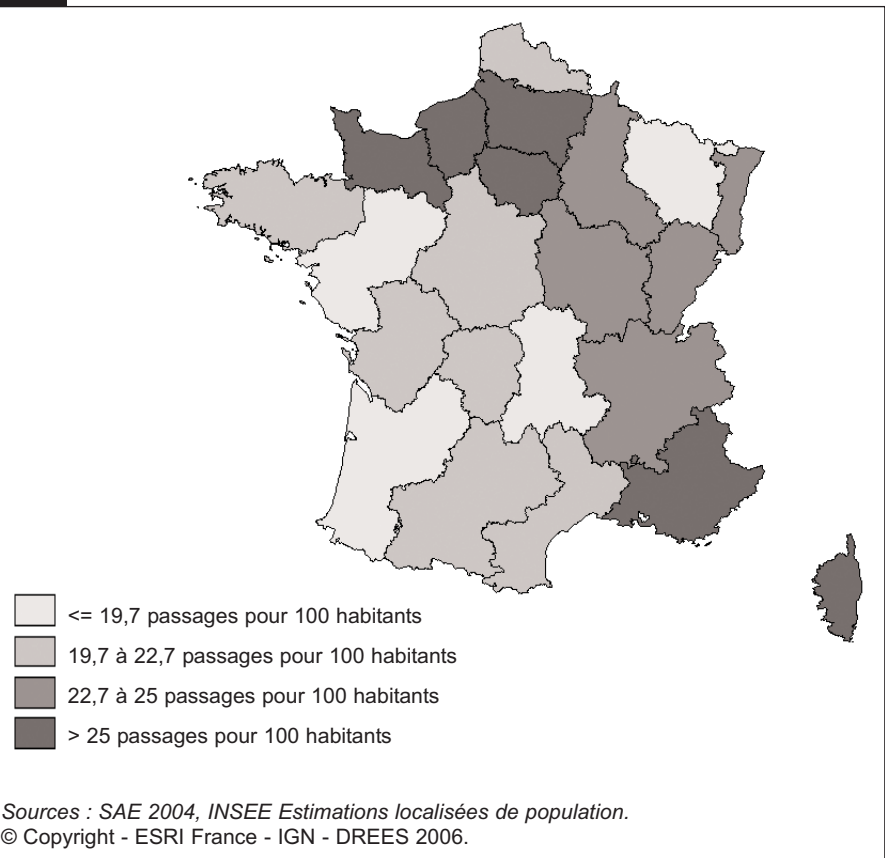 <= 19,7 passages pour 100 habitants
19,7 à 22,7 passages pour 100 habitants
22,7 à 25 passages pour 100 habitants
> 25 passages pour 100 habitants
Sources : SAE 2004, INSEE Estimations localisées de population.
© Copyright - ESRI France - IGN - DREES 2006.